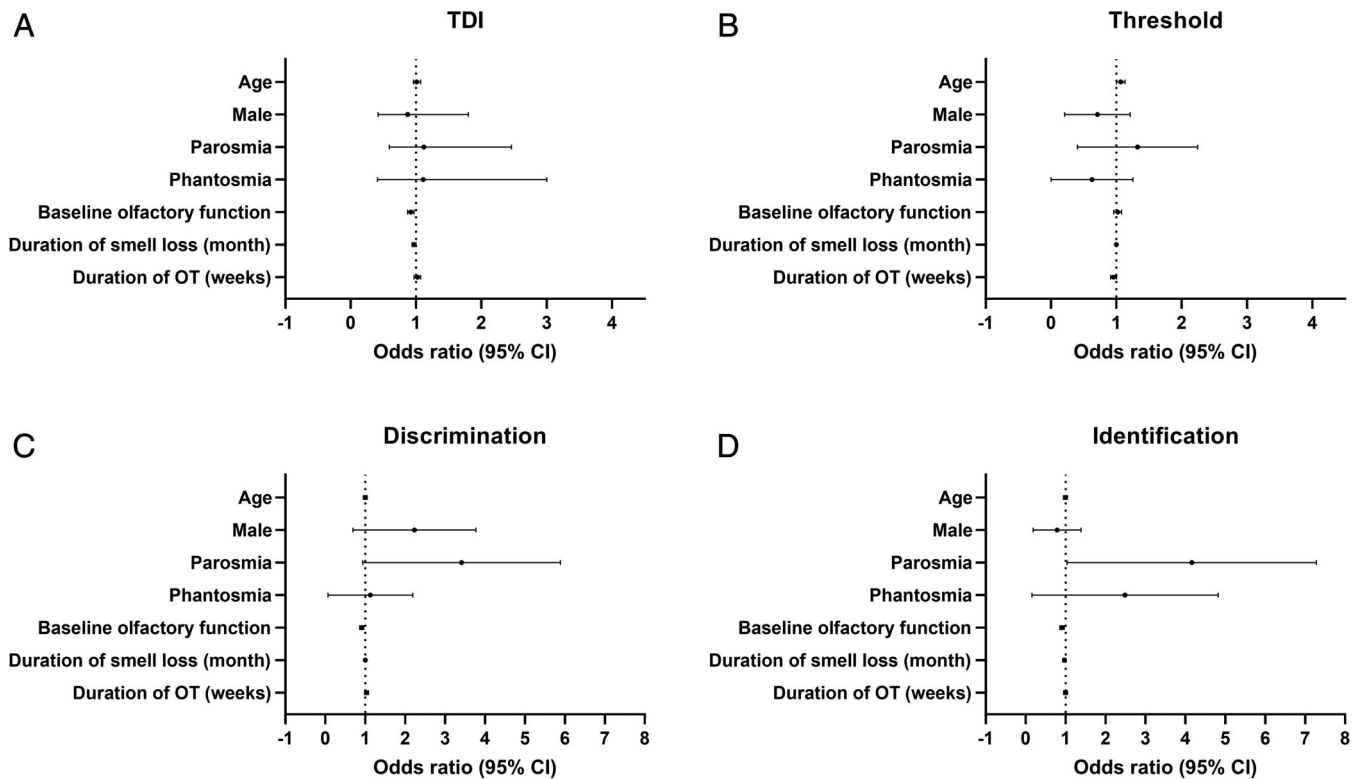 A
TDI
Age
Male
Parosmia
Phantosmia
Baseline olfactory function
Duration of smell loss (month)
Duration of OT (weeks)
-1 0 1 2 3 4
Odds ratio (95% CI)
B
Threshold
Age
Male
Parosmia
Phantosmia
Baseline olfactory function
Duration of smell loss (month)
Duration of OT (weeks)
-1 0 1 2 3 4
Odds ratio (95% CI)
C
Discrimination
Age
Male
Parosmia
Phantosmia
Baseline olfactory function
Duration of smell loss (month)
Duration of OT (weeks)
-1 0 1 2 3 4 5 6 7 8
Odds ratio (95% CI)
D
Identification
Age
Male
Parosmia
Phantosmia
Baseline olfactory function
Duration of smell loss (month)
Duration of OT (weeks)
-1 0 1 2 3 4 5 6 7 8
Odds ratio (95% CI)